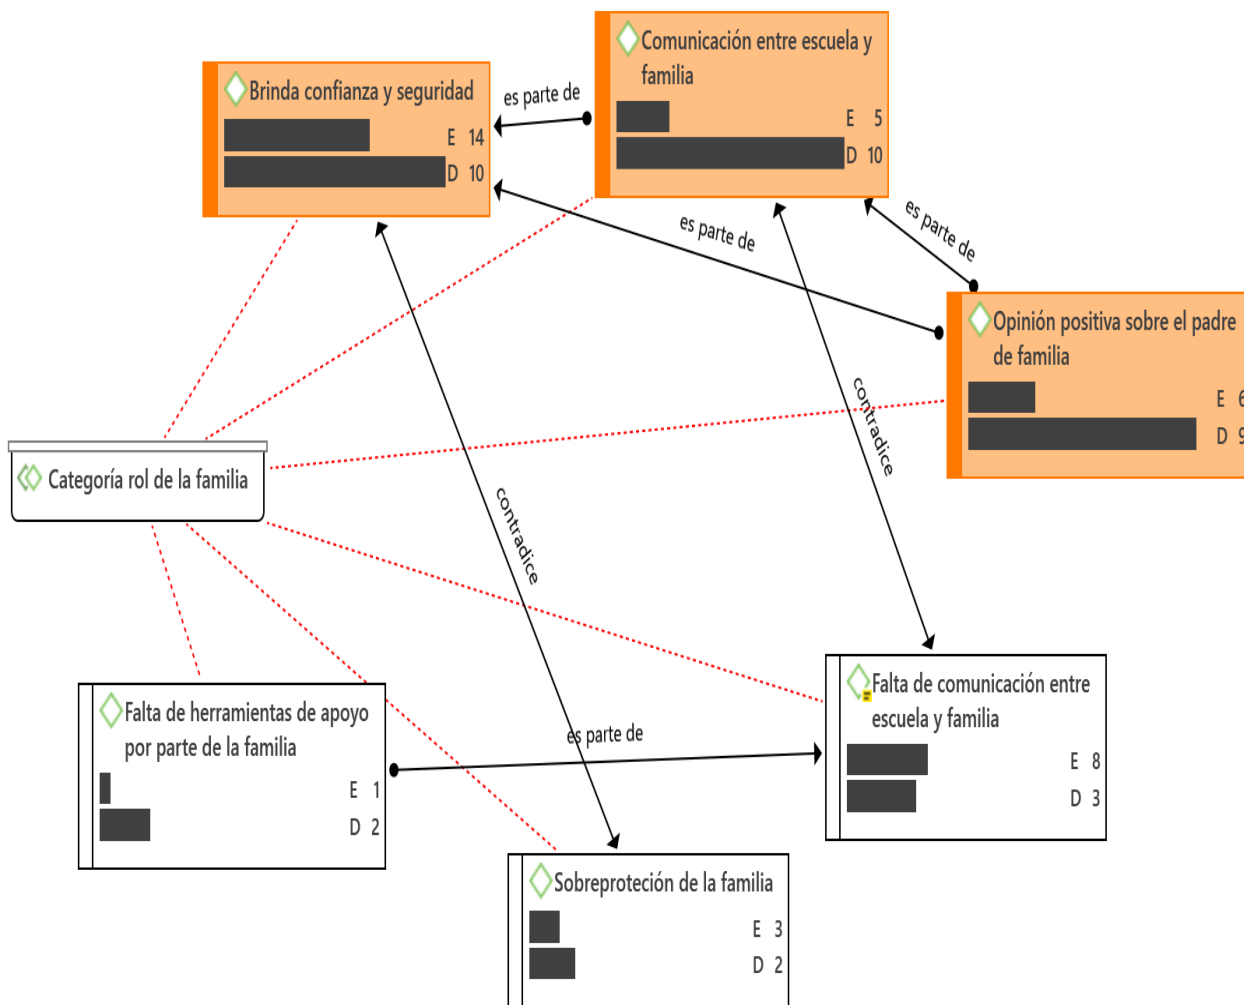 Comunicación entre escuela y
familia
E 5
D 10
Brinda confianza y seguridad
E 14
D 10
es parte de
es parte de
es parte de
Opinión positiva sobre el padre
de familia
E 6
D 9
contradice
contradice
Categoría rol de la familia
Falta de herramientas de apoyo
por parte de la familia
E 1
D 2
es parte de
Falta de comunicación entre
escuela y familia
E 8
D 3
Sobreproteción de la familia
E 3
D 2